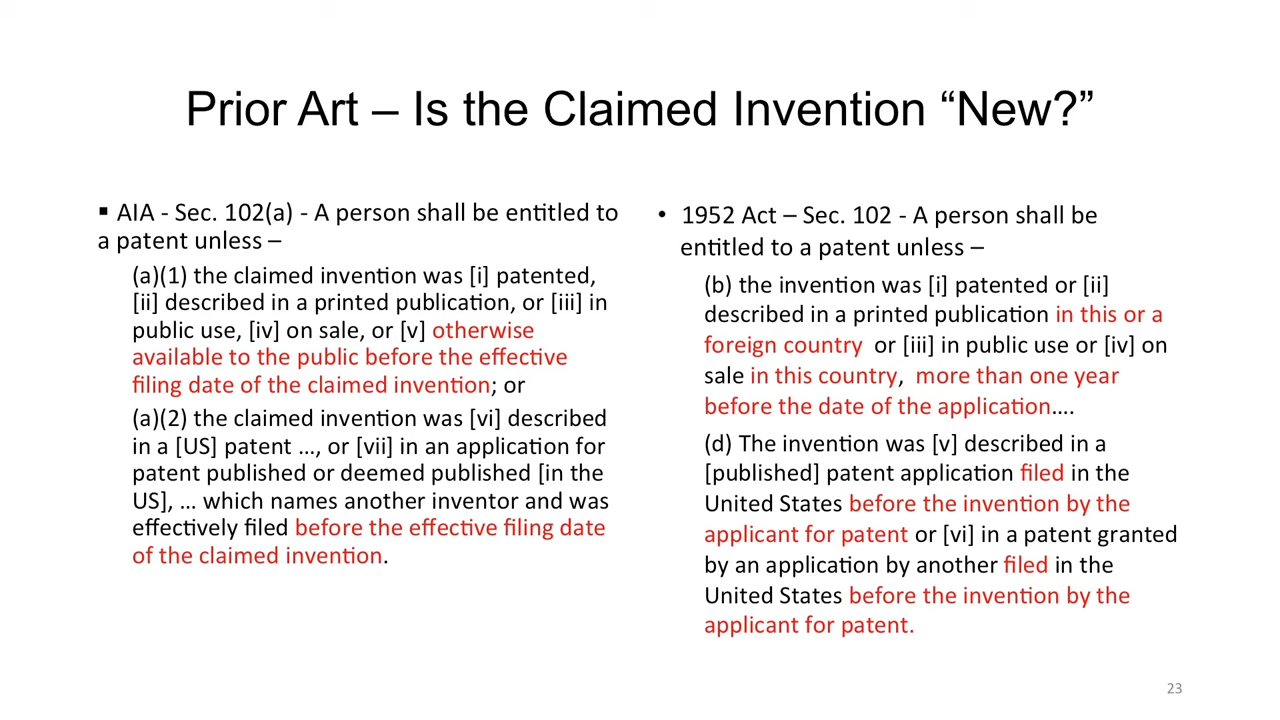 Prior Art – Is the Claimed Invention “New?”
▪ AIA - Sec. 102(a) - A person shall be entitled to
a patent unless –
(a)(1) the claimed invention was [i] patented,
[ii] described in a printed publication, or [iii] in
public use, [iv] on sale, or [v] otherwise
available to the public before the effective
filing date of the claimed invention; or
(a)(2) the claimed invention was [vi] described
in a [US] patent …, or [vii] in an application for
patent published or deemed published [in the
US], … which names another inventor and was
effectively filed before the effective filing date
of the claimed invention.
• 1952 Act – Sec. 102 - A person shall be
entitled to a patent unless –
(b) the invention was [i] patented or [ii]
described in a printed publication in this or a
foreign country or [iii] in public use or [iv] on
sale in this country, more than one year
before the date of the application….
(d) The invention was [v] described in a
[published] patent application filed in the
United States before the invention by the
applicant for patent or [vi] in a patent granted
by an application by another filed in the
United States before the invention by the
applicant for patent.
23